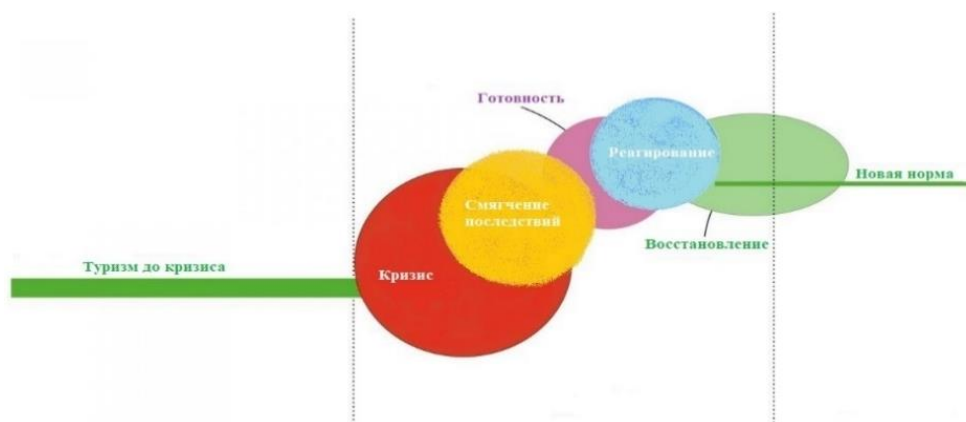 Готовность
Реагирование
Новая норма
Смягчение
последствий
Восстановление
Туризм до кризиса
Кризис